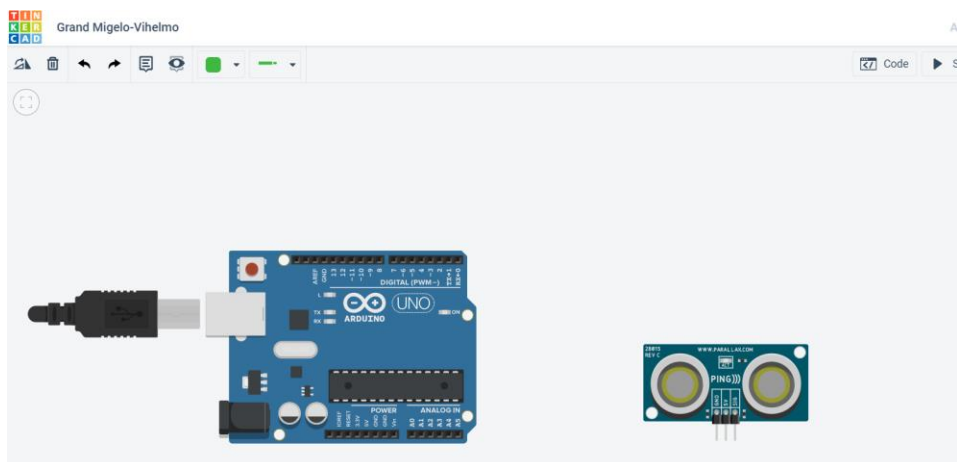 TIN
KER
CAD
Grand Migelo-Vihelmo
Code
S
AREF
GND
13
12
~11
~10
~9
8
7
~6
~5
4
~3
2
TX→1
RX←0
DIGITAL (PWM~)
L
TX
RX
UNO
ARDUINO
ON
POWER
ANALOG IN
IOREF
RESET
3.3V
5V
GND
GND
Vin
A0
A1
A2
A3
A4
A5
28015
REV C
WWW.PARALLAX.COM
PING)))
GND
5V
SIG